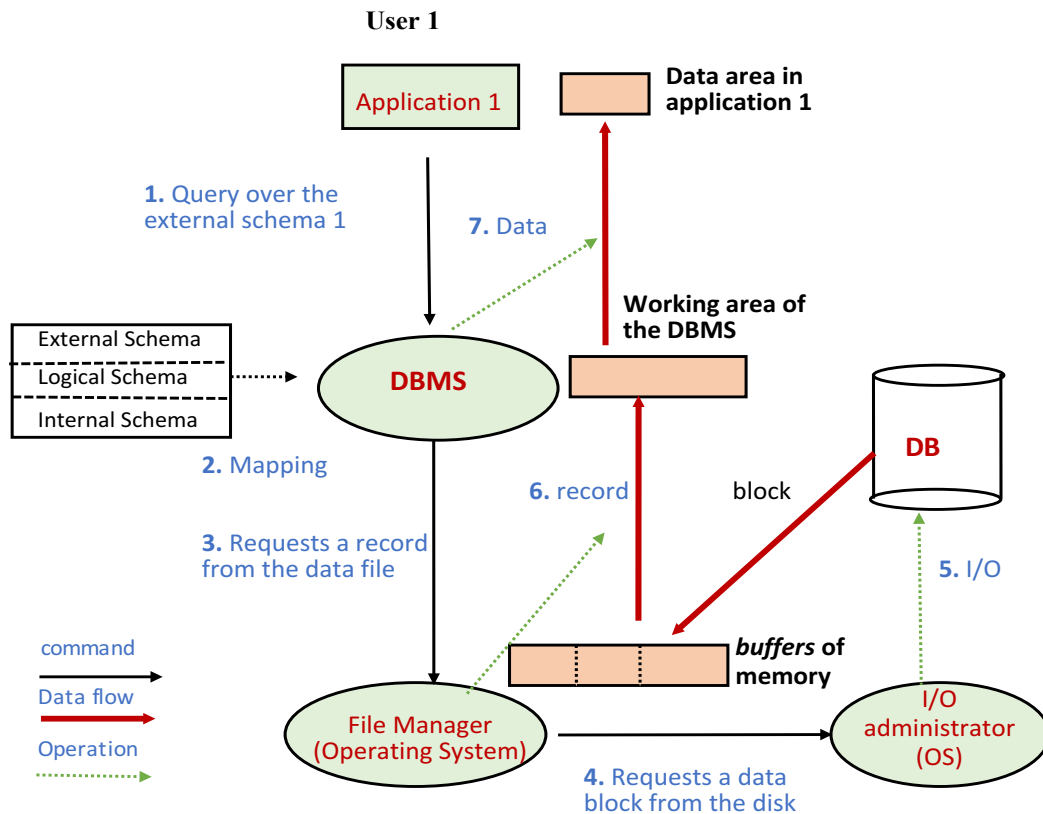 User 1
Application 1
Data area in
application 1
1. Query over the
external schema 1
7. Data
Working area of
the DBMS
External Schema
Logical Schema
Internal Schema
DBMS
DB
2. Mapping
6. record
block
3. Requests a record
from the data file
5. I/O
command
Data flow
Operation
buffers of
memory
File Manager
(Operating System)
I/O
administrator
(OS)
4. Requests a data
block from the disk